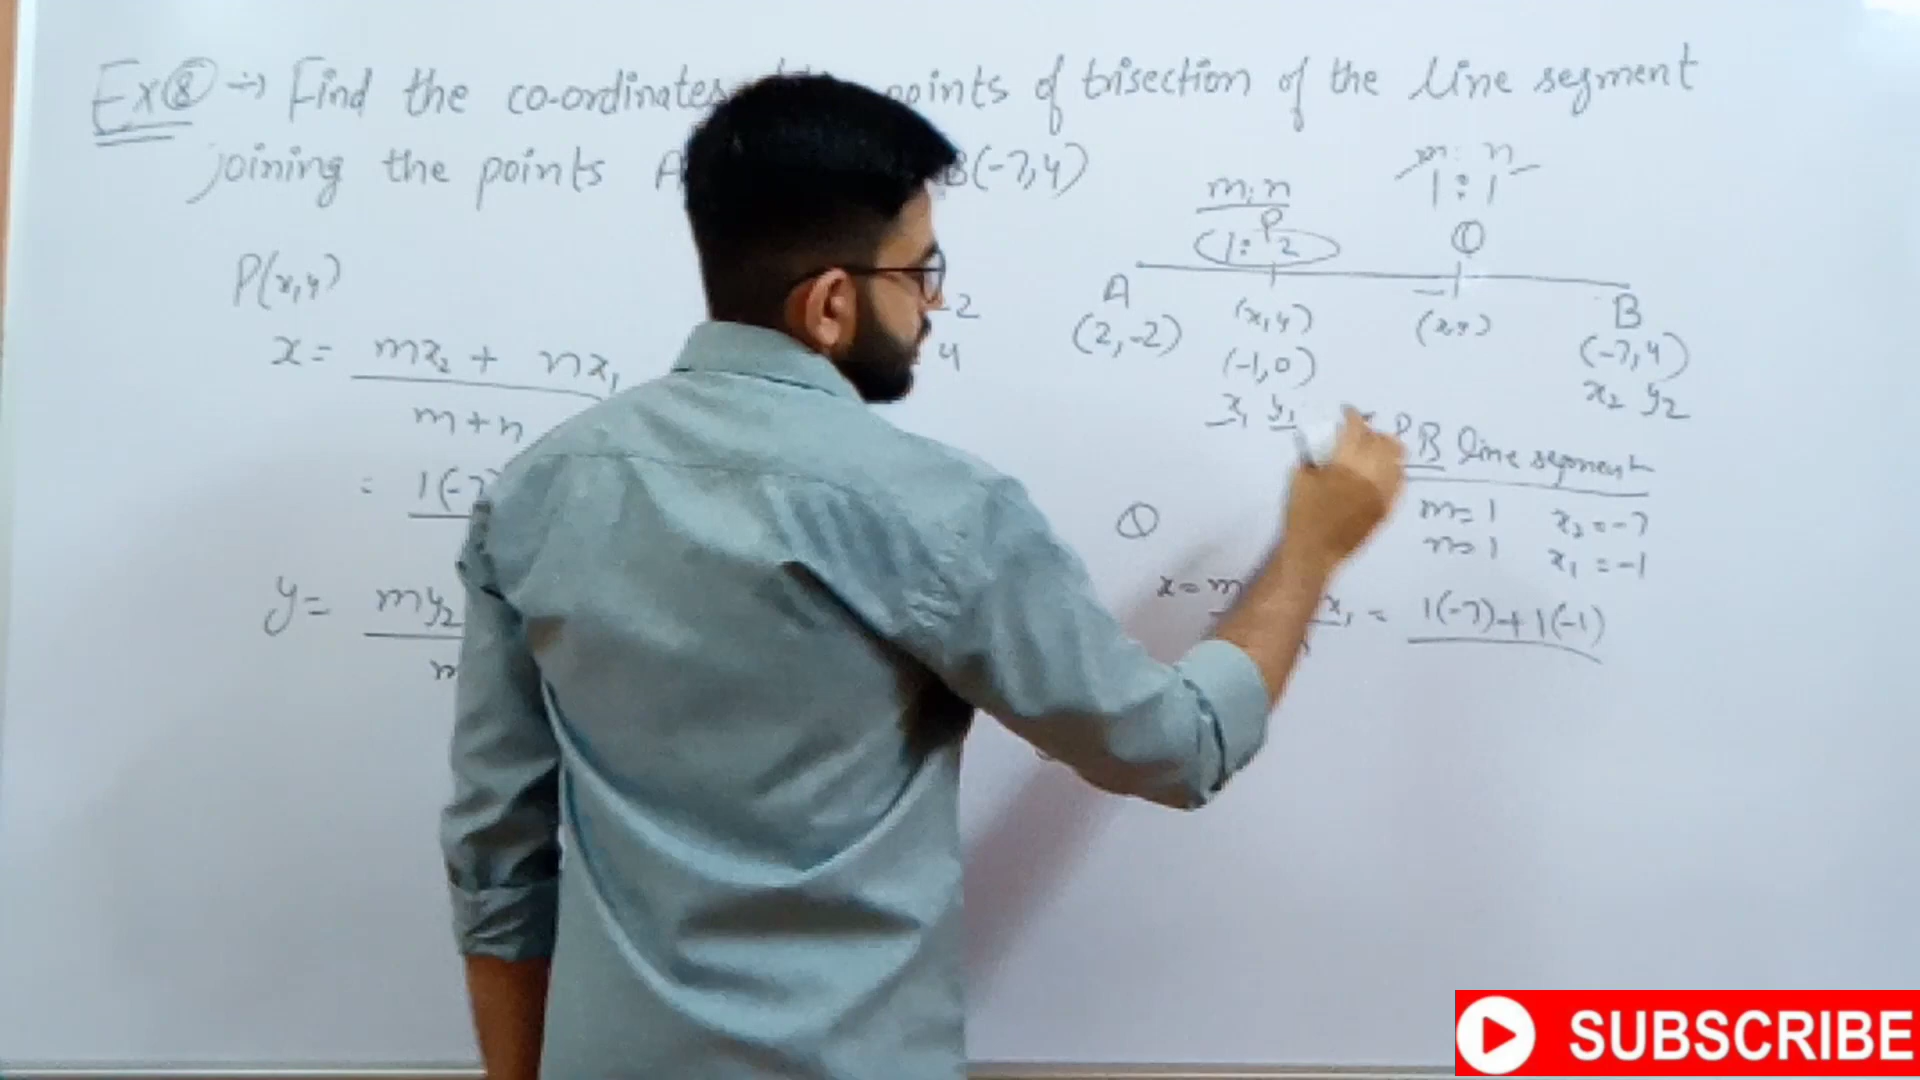 Ex⑧ → Find the co-ordinates points of trisection of the line segment
joining the points A B(-7,4)
m:n
1:1
m:n
P
1:2
Q
A
B
(2,-2)
(x,y)
(x,y)
(-7,4)
(-1,0)
x₂ y₂
x₁ y₁
P(x,y)
-2
4
x = mx₂ + nx₁
m+n
= 1(-7)
y = my₂
PB line segment
m=1 x₂=-7
n=1 x₁=-1
Q
x = m x₁ = 1(-7)+1(-1)
SUBSCRIBE